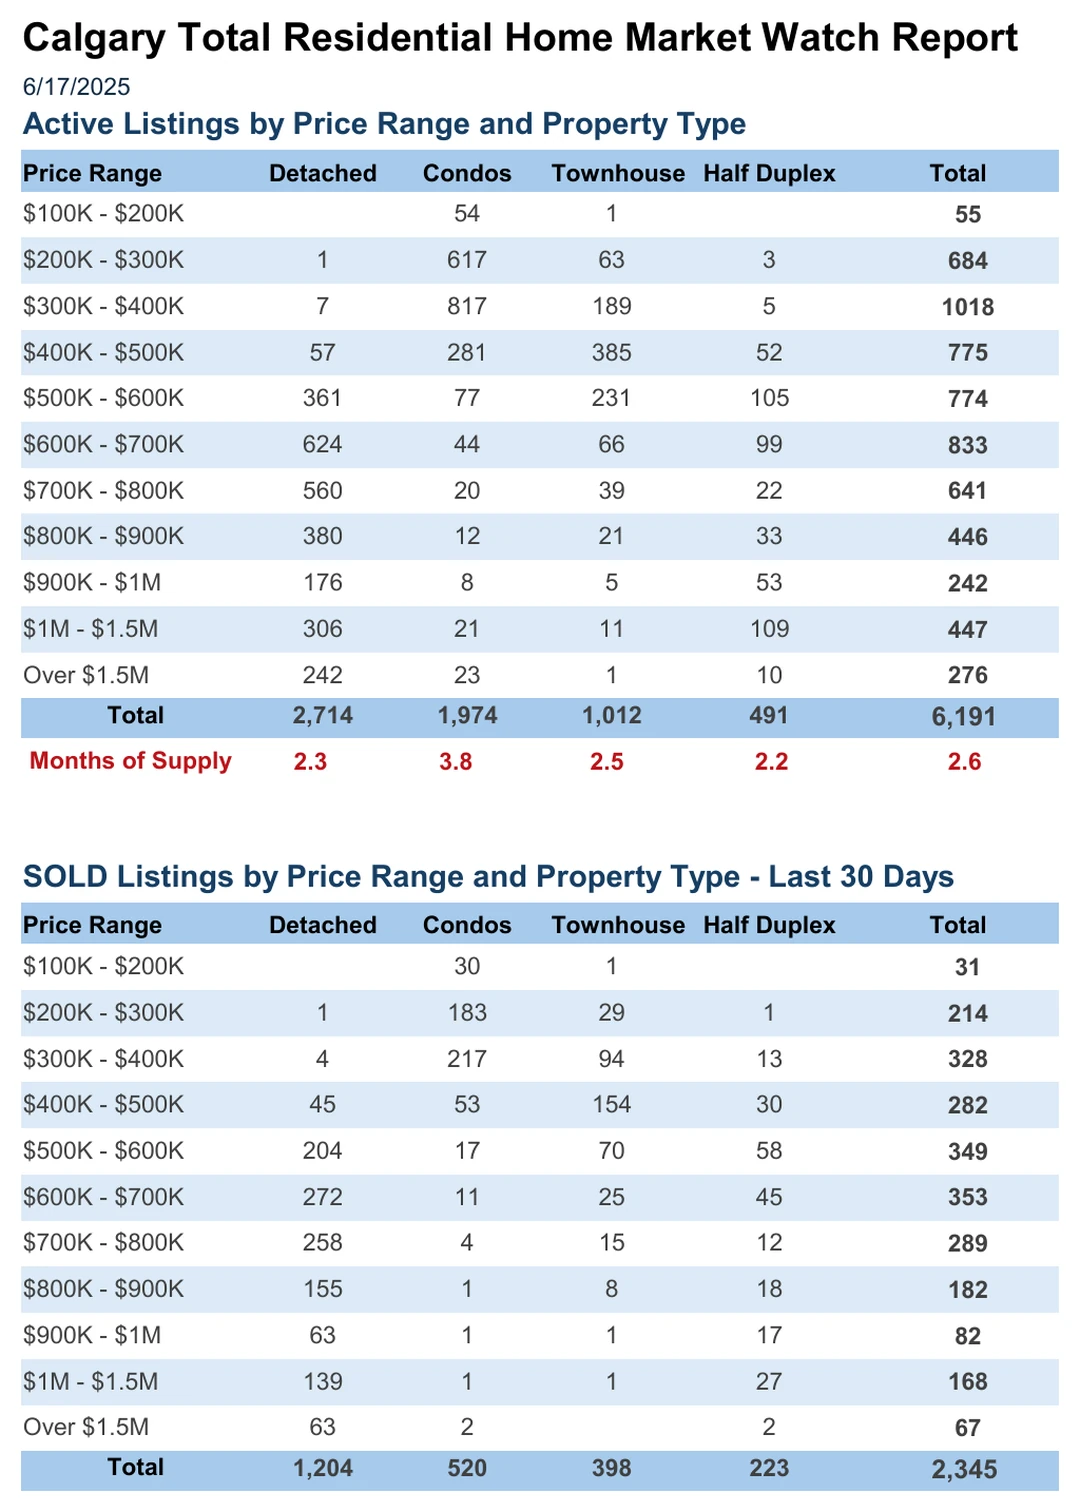 Calgary Total Residential Home Market Watch Report
6/17/2025
Active Listings by Price Range and Property Type
Price Range Detached Condos Townhouse Half Duplex Total
$100K - $200K 54 1 55
$200K - $300K 1 617 63 3 684
$300K - $400K 7 817 189 5 1018
$400K - $500K 57 281 385 52 775
$500K - $600K 361 77 231 105 774
$600K - $700K 624 44 66 99 833
$700K - $800K 560 20 39 22 641
$800K - $900K 380 12 21 33 446
$900K - $1M 176 8 5 53 242
$1M - $1.5M 306 21 11 109 447
Over $1.5M 242 23 1 10 276
Total 2,714 1,974 1,012 491 6,191
Months of Supply 2.3 3.8 2.5 2.2 2.6
SOLD Listings by Price Range and Property Type - Last 30 Days
Price Range Detached Condos Townhouse Half Duplex Total
$100K - $200K 30 1 31
$200K - $300K 1 183 29 1 214
$300K - $400K 4 217 94 13 328
$400K - $500K 45 53 154 30 282
$500K - $600K 204 17 70 58 349
$600K - $700K 272 11 25 45 353
$700K - $800K 258 4 15 12 289
$800K - $900K 155 1 8 18 182
$900K - $1M 63 1 1 17 82
$1M - $1.5M 139 1 1 27 168
Over $1.5M 63 2 2 67
Total 1,204 520 398 223 2,345